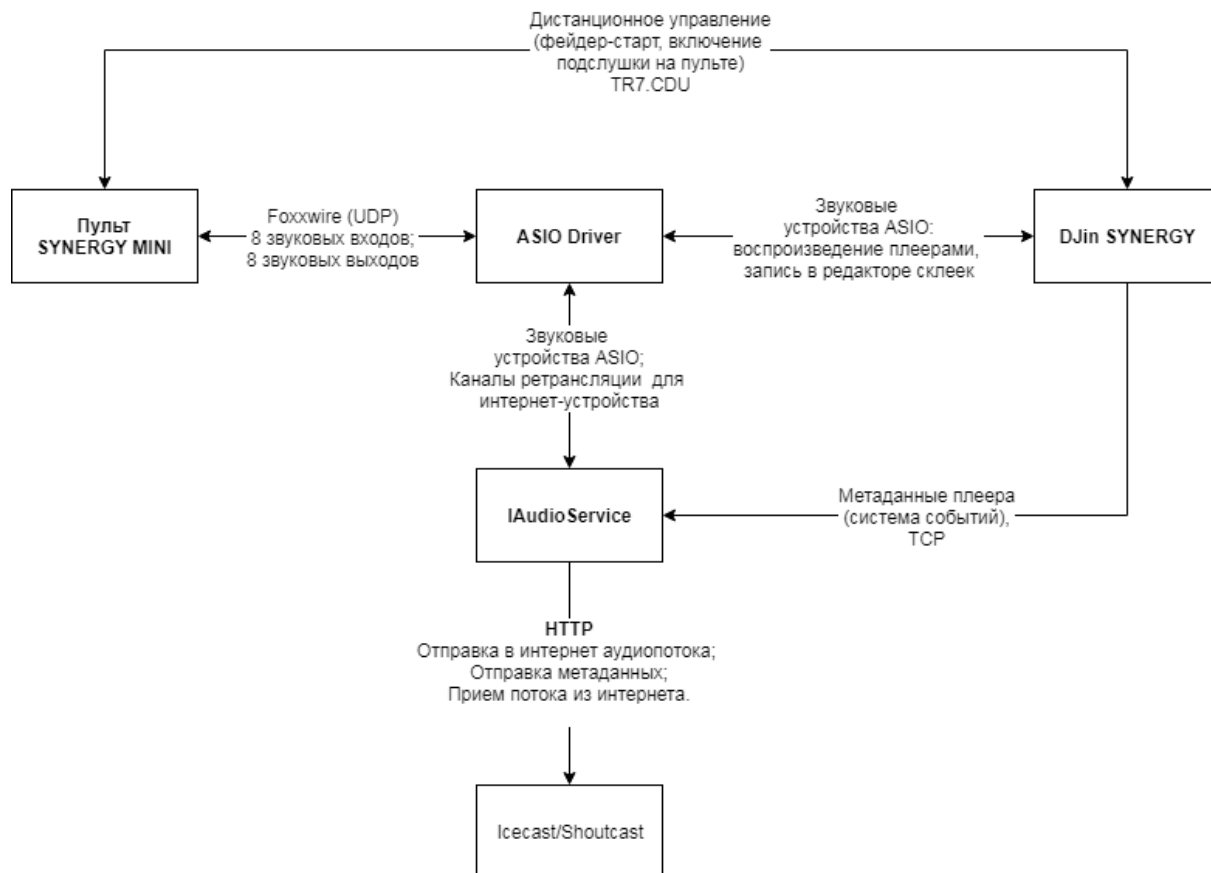 Дистанционное управление
(фейдер-старт, включение
подслушки на пульте)
TR7.CDU
Пульт
SYNERGY MINI
Foxxwire (UDP)
8 звуковых входов;
8 звуковых выходов
ASIO Driver
Звуковые
устройства ASIO:
воспроизведение плеерами,
запись в редакторе склеек
DJin SYNERGY
Звуковые
устройства ASIO;
Каналы ретрансляции для
интернет-устройства
IAudioService
Метаданные плеера
(система событий),
TCP
HTTP
Отправка в интернет аудиопотока;
Отправка метаданных;
Прием потока из интернета.
Icecast/Shoutcast